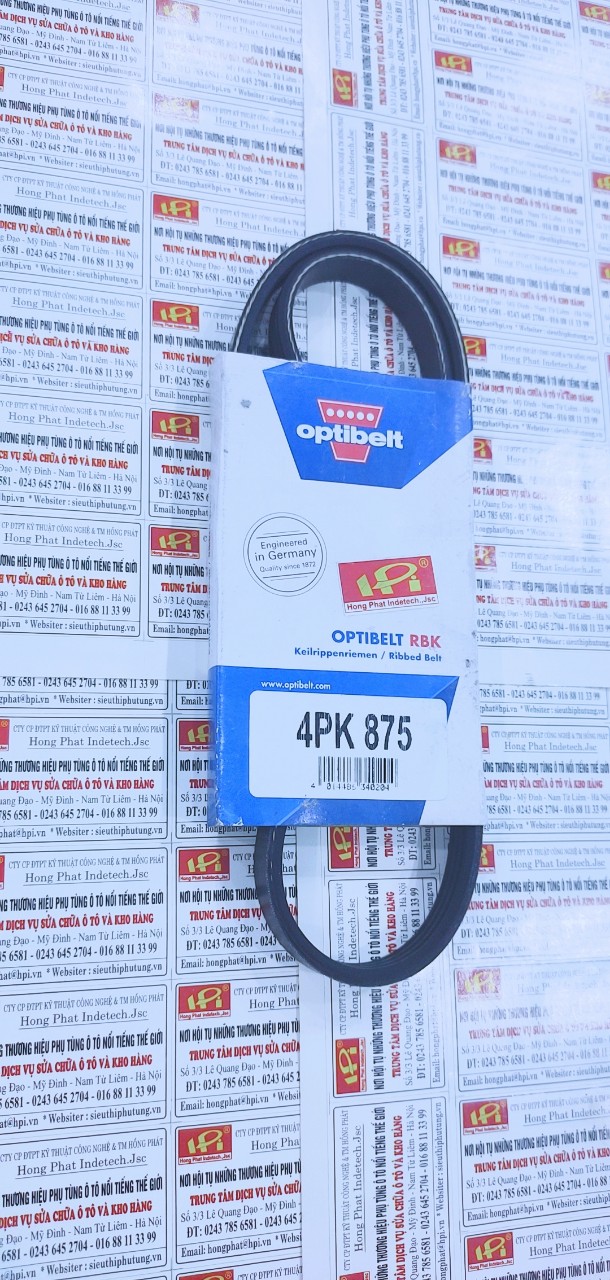 optibelt
Engineered
in Germany
Quality since 1872
HPi®
Hong Phat Indetech.,Jsc
OPTIBELT RBK
Keilrippenriemen / Ribbed Belt
www.optibelt.com
4PK 875
CTY CP ĐTPT KỸ THUẬT CÔNG NGHỆ & TM HỒNG PHÁT
Hong Phat Indetech.Jsc
NƠI HỘI TỤ NHỮNG THƯƠNG HIỆU PHỤ TÙNG Ô TÔ NỔI TIẾNG THẾ GIỚI
TRUNG TÂM DỊCH VỤ SỬA CHỮA Ô TÔ VÀ KHO HÀNG
Số 3/3 Lê Quang Đạo - Mỹ Đình - Nam Từ Liêm - Hà Nội
ĐT: 0243 785 6581 - 0243 645 2704 - 016 88 11 33 99
Email: hongphat@hpi.vn * Websiter : sieuthiphutung.vn